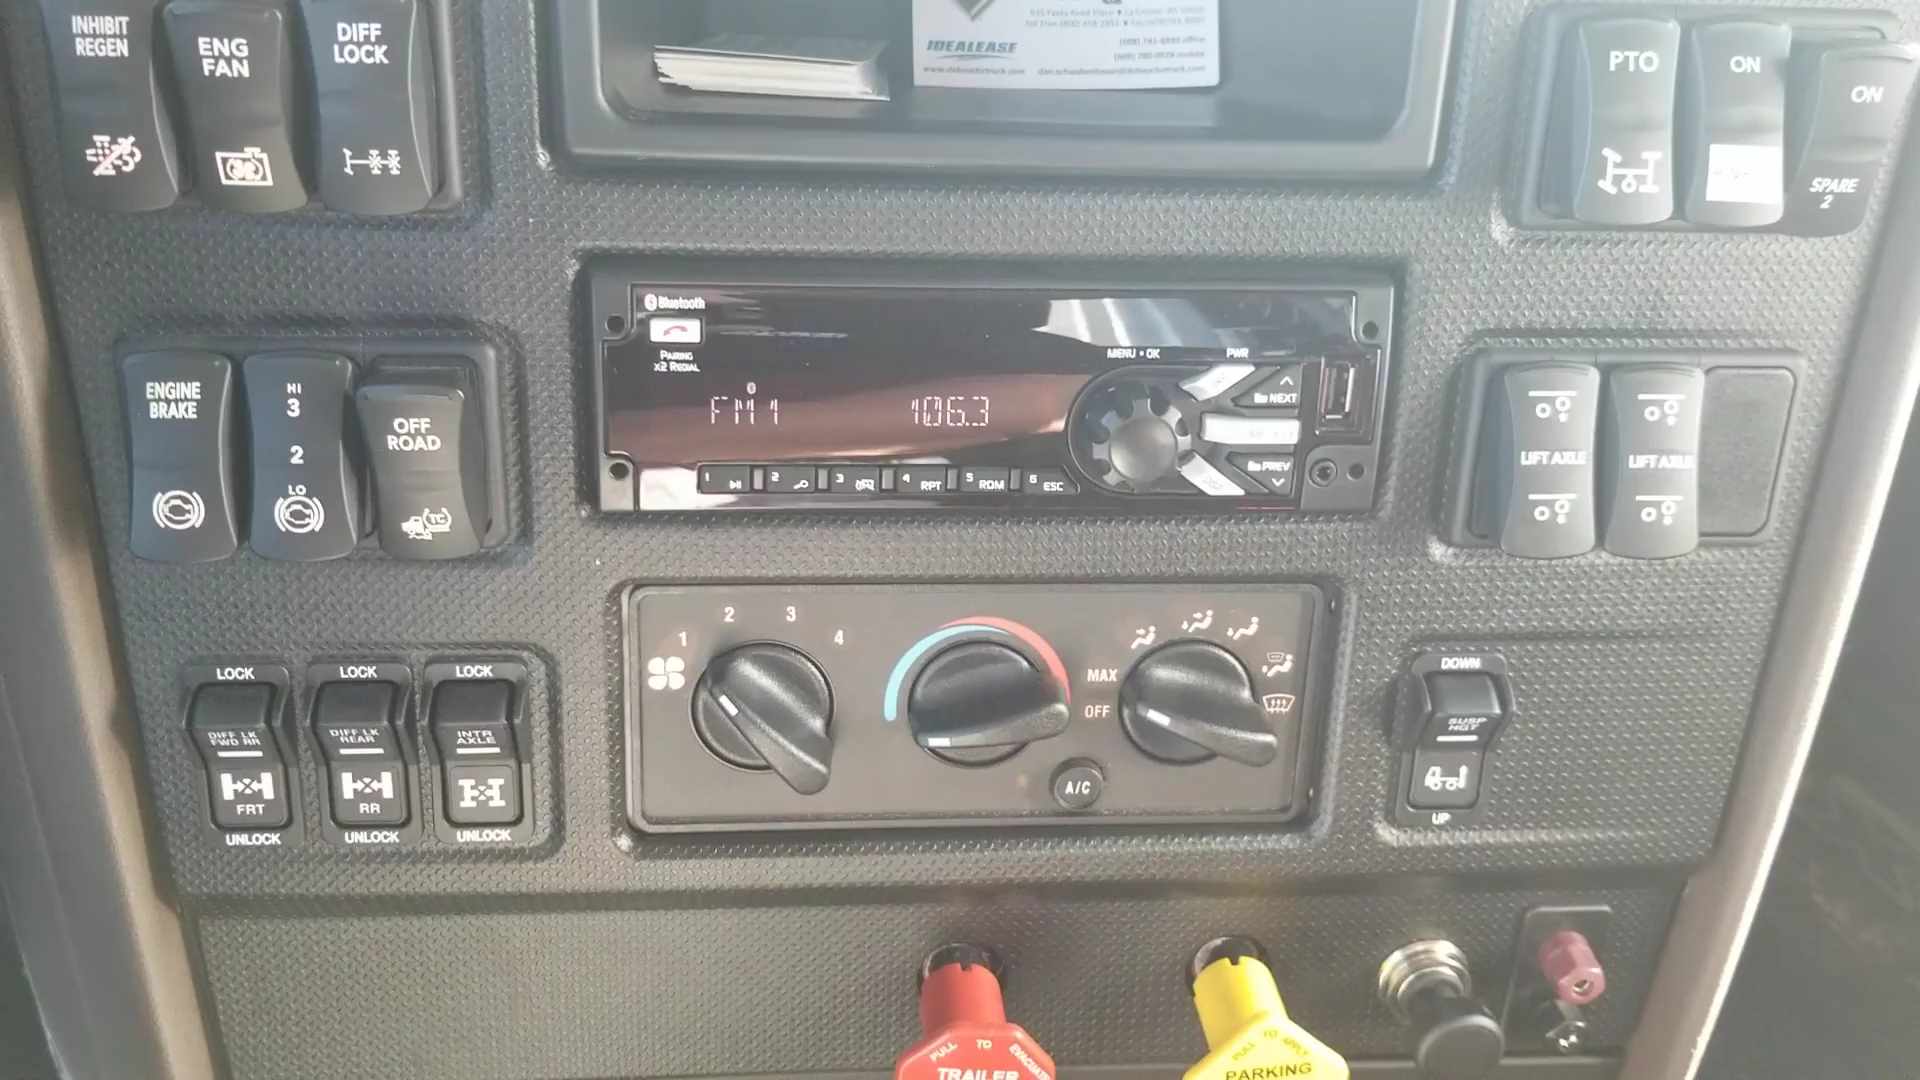 INHIBIT
REGEN
ENG
FAN
DIFF
LOCK
IDEALEASE
PTO
ON
ON
SPARE
2
Bluetooth
PAIRING
X2 REDIAL
MENU • OK
PWR
NEXT
FM1 106.3
PREV
DISP
1
2
3
4 RPT
5 RDM
6 ESC
ENGINE
BRAKE
HI
3
2
LO
OFF
ROAD
TC
LIFT AXLE
LIFT AXLE
1
2
3
4
MAX
OFF
A/C
LOCK
DIFF LK
FWD RR
FRT
UNLOCK
LOCK
DIFF LK
REAR
RR
UNLOCK
LOCK
INTR
AXLE
UNLOCK
DOWN
SUSP
HGT
UP
PULL TO EVACUATE
TRAILER
PULL TO APPLY
PARKING